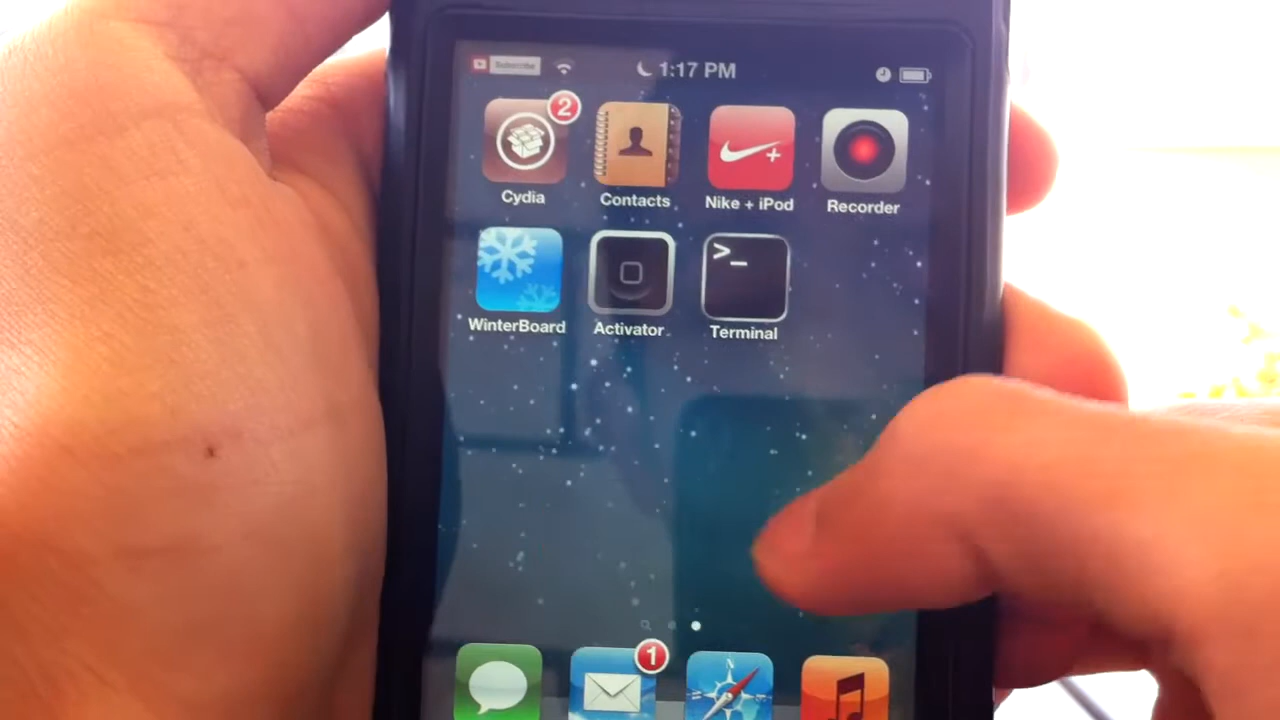 Subscribe 1:17 PM
2
Cydia Contacts Nike + iPod Recorder
>_
WinterBoard Activator Terminal
1
N